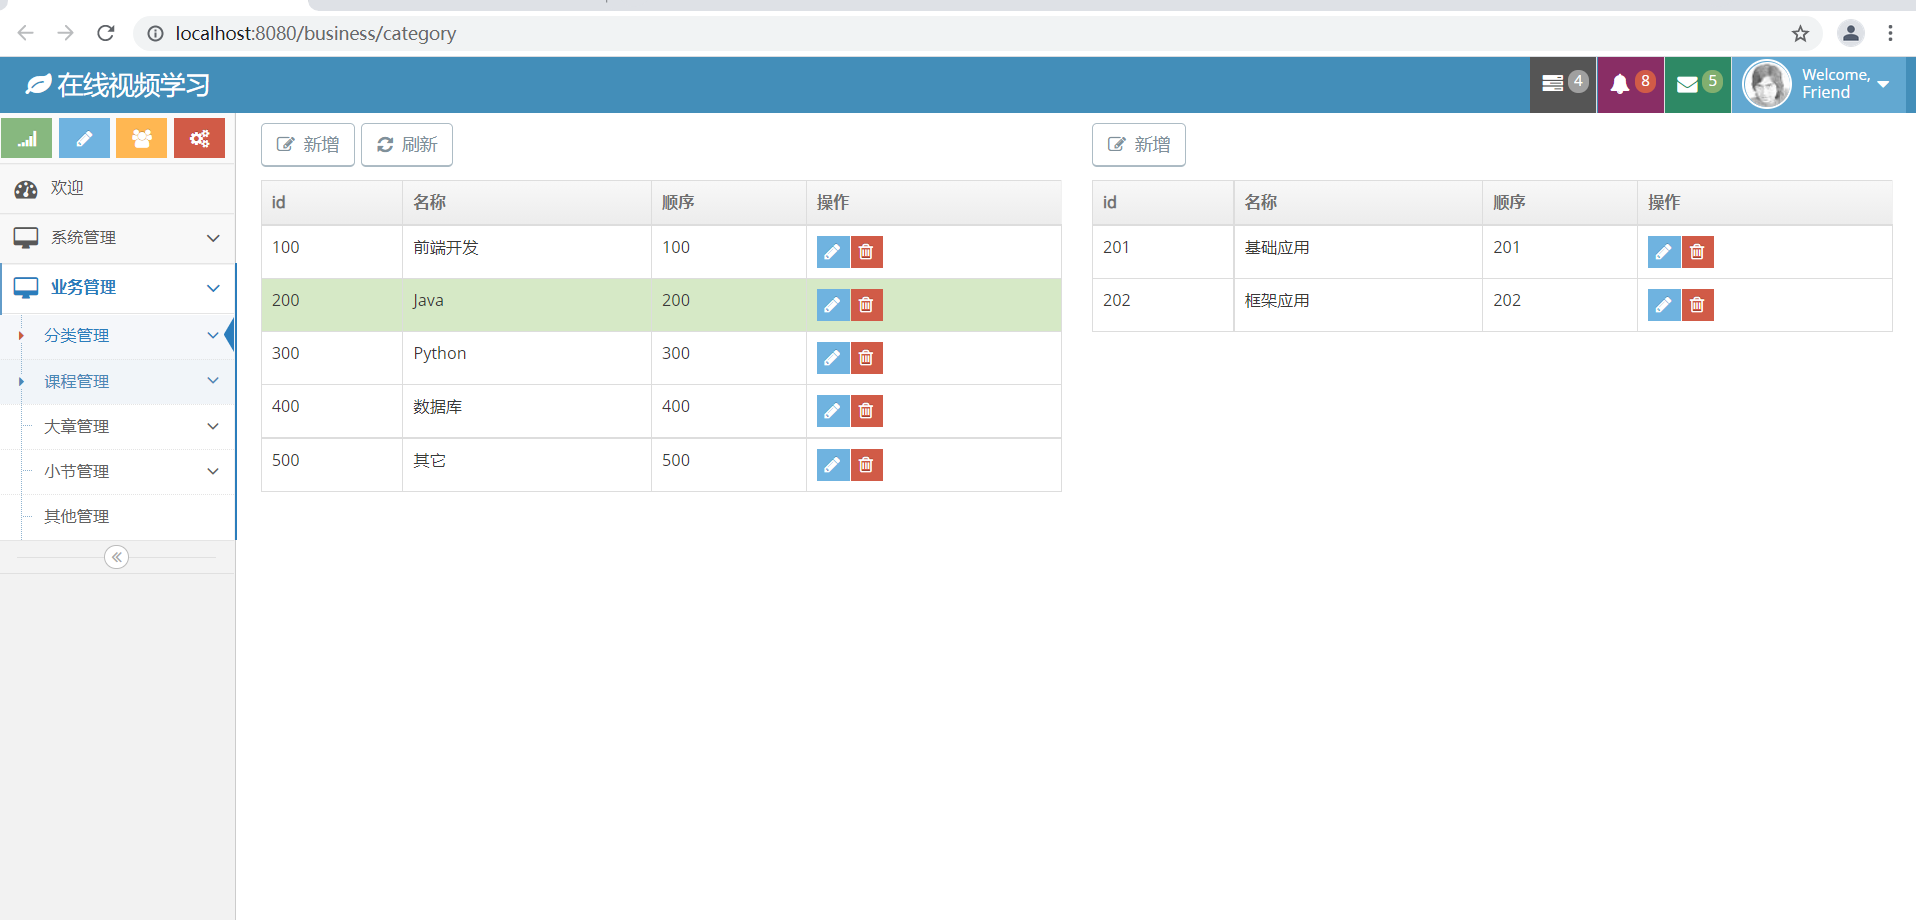 localhost:8080/business/category
在线视频学习
4
8
5
Welcome,
Friend
欢迎
系统管理
业务管理
分类管理
课程管理
大章管理
小节管理
其他管理
新增 刷新
id 名称 顺序 操作
100 前端开发 100
200 Java 200
300 Python 300
400 数据库 400
500 其它 500
新增
id 名称 顺序 操作
201 基础应用 201
202 框架应用 202